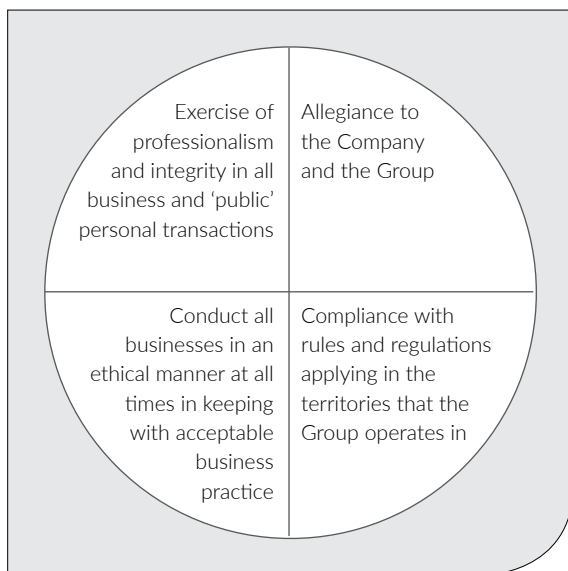 Exercise of
professionalism
and integrity in all
business and ‘public’
personal transactions
Allegiance to
the Company
and the Group
Conduct all
businesses in an
ethical manner at all
times in keeping
with acceptable
business
practice
Compliance with
rules and regulations
applying in the
territories that the
Group operates in